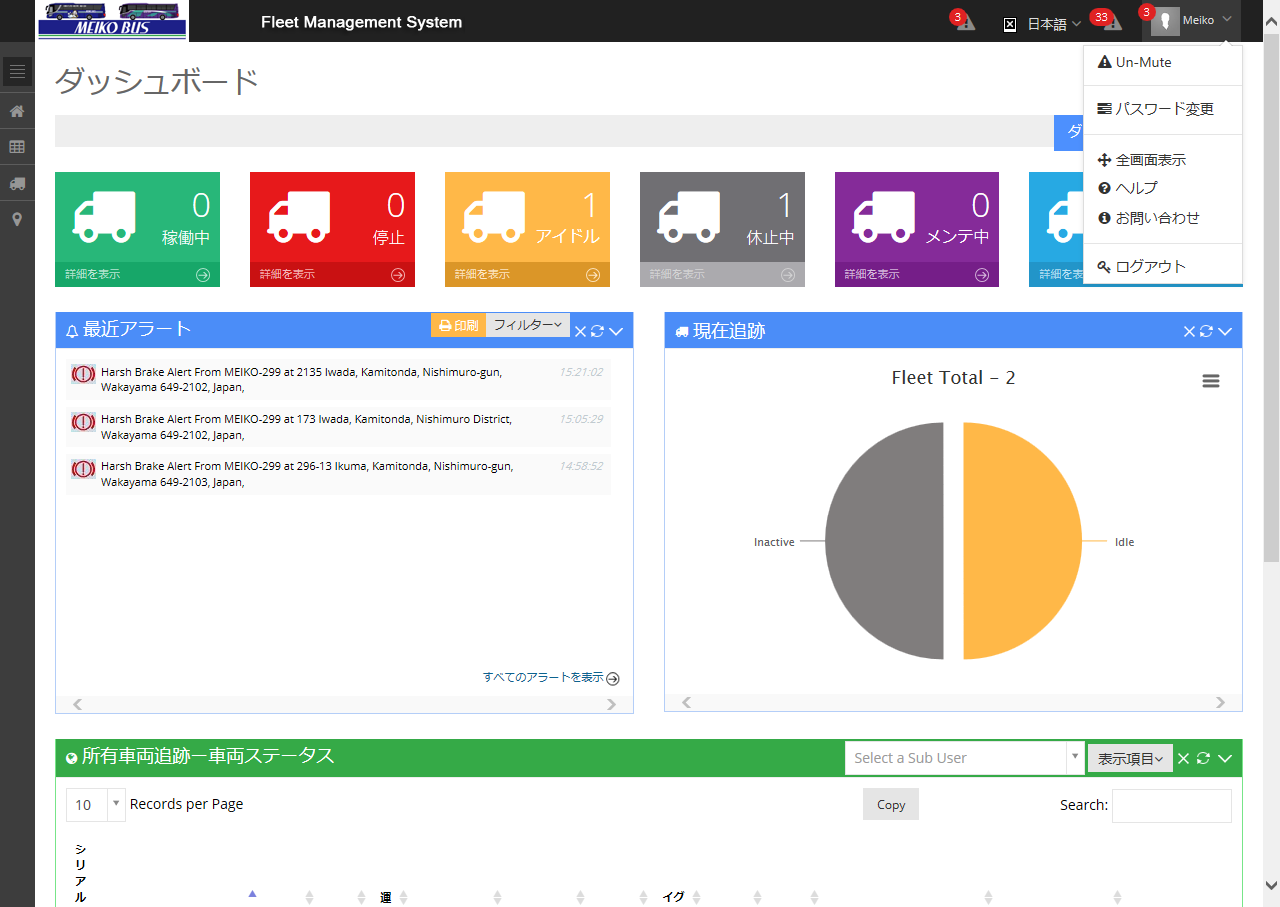 MEIKO BUS
Fleet Management System
3
日本語
33
3
Meiko
Un-Mute
パスワード変更
全画面表示
ヘルプ
お問い合わせ
ログアウト
ダッシュボード
ダ
0
稼働中
詳細を表示
0
停止
詳細を表示
1
アイドル
詳細を表示
1
休止中
詳細を表示
0
メンテ中
詳細を表示
詳細を表
最近アラート
印刷
フィルター
Harsh Brake Alert From MEIKO-299 at 2135 Iwada, Kamitonda, Nishimuro-gun,
Wakayama 649-2102, Japan,
15:21:02
Harsh Brake Alert From MEIKO-299 at 173 Iwada, Kamitonda, Nishimuro District,
Wakayama 649-2102, Japan,
15:05:29
Harsh Brake Alert From MEIKO-299 at 296-13 Ikuma, Kamitonda, Nishimuro-gun,
Wakayama 649-2103, Japan,
14:58:52
すべてのアラートを表示
現在追跡
Fleet Total - 2
Inactive
Idle
所有車両追跡ー車両ステータス
Select a Sub User
表示項目
10
Records per Page
Copy
Search:
シ
リ
ア
ル
運
イグ